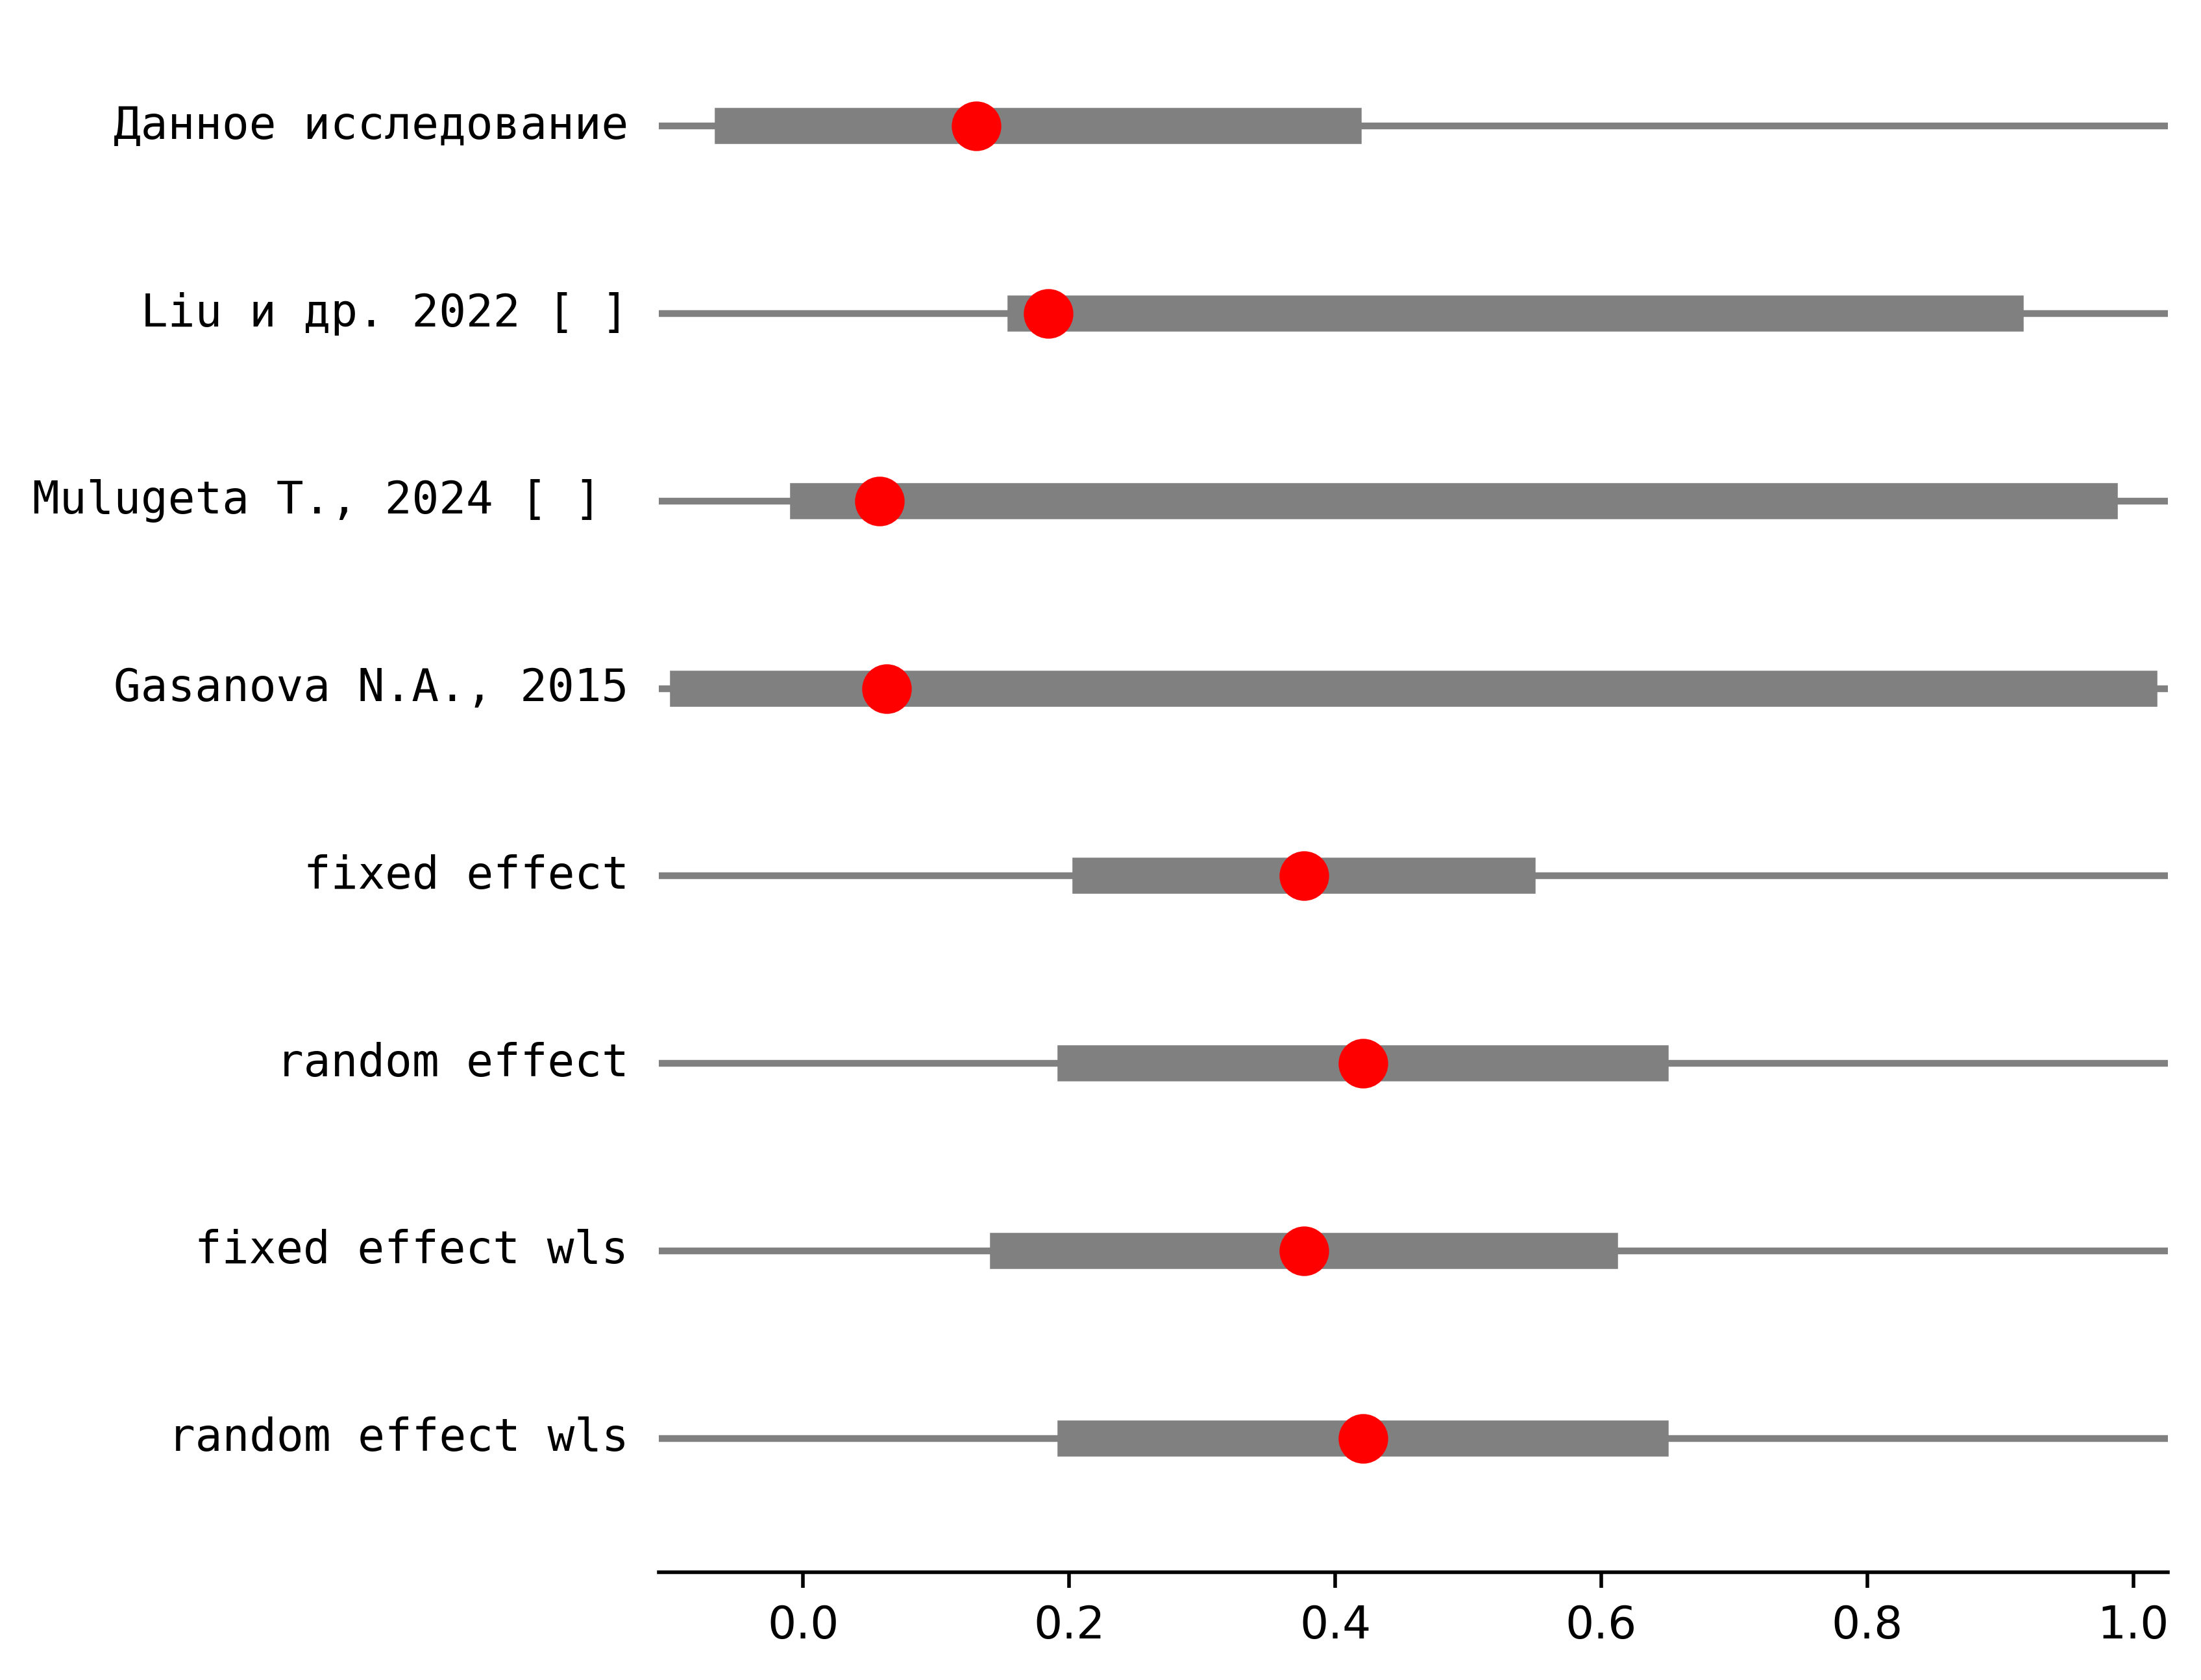 Данное исследование
Liu и др. 2022 [ ]
Mulugeta T., 2024 [ ]
Gasanova N.A., 2015
fixed effect
random effect
fixed effect wls
random effect wls
0.0 0.2 0.4 0.6 0.8 1.0